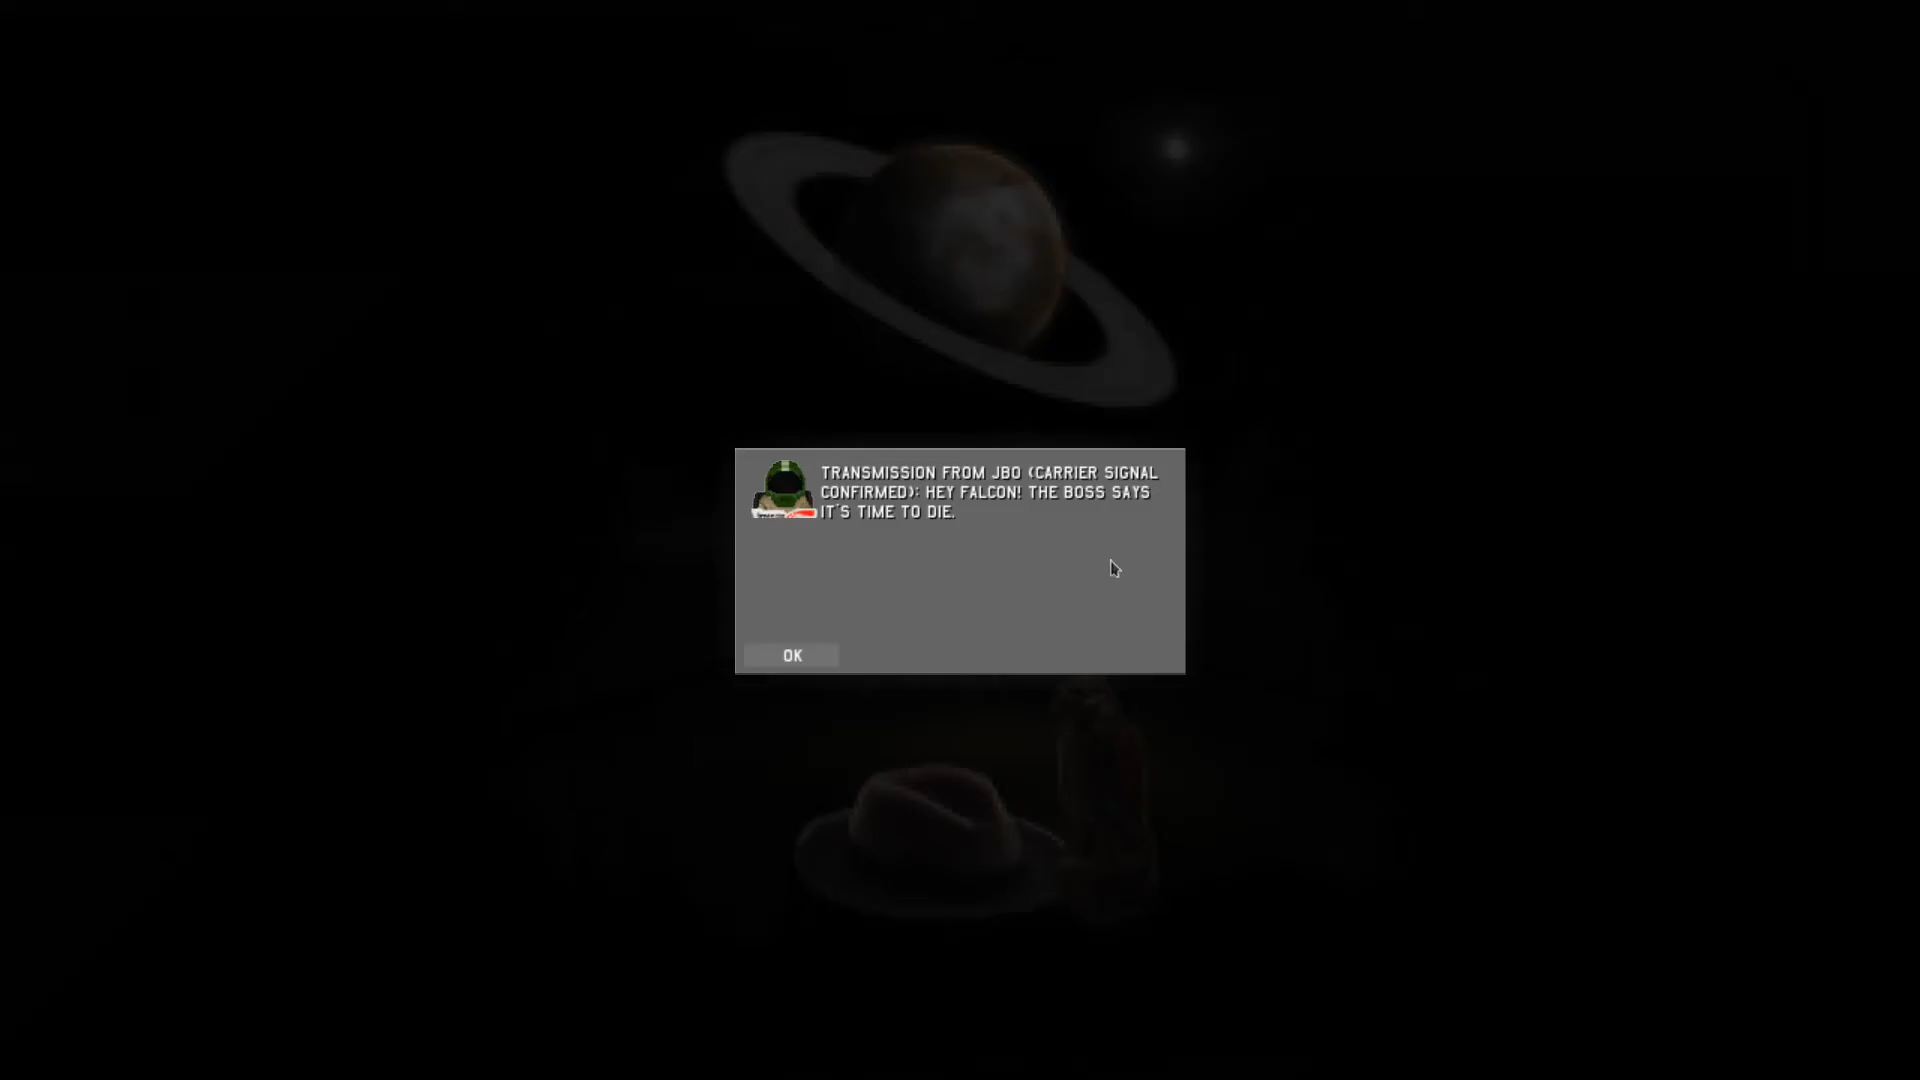 TRANSMISSION FROM JBO (CARRIER SIGNAL
CONFIRMED): HEY FALCON! THE BOSS SAYS
IT'S TIME TO DIE.
OK